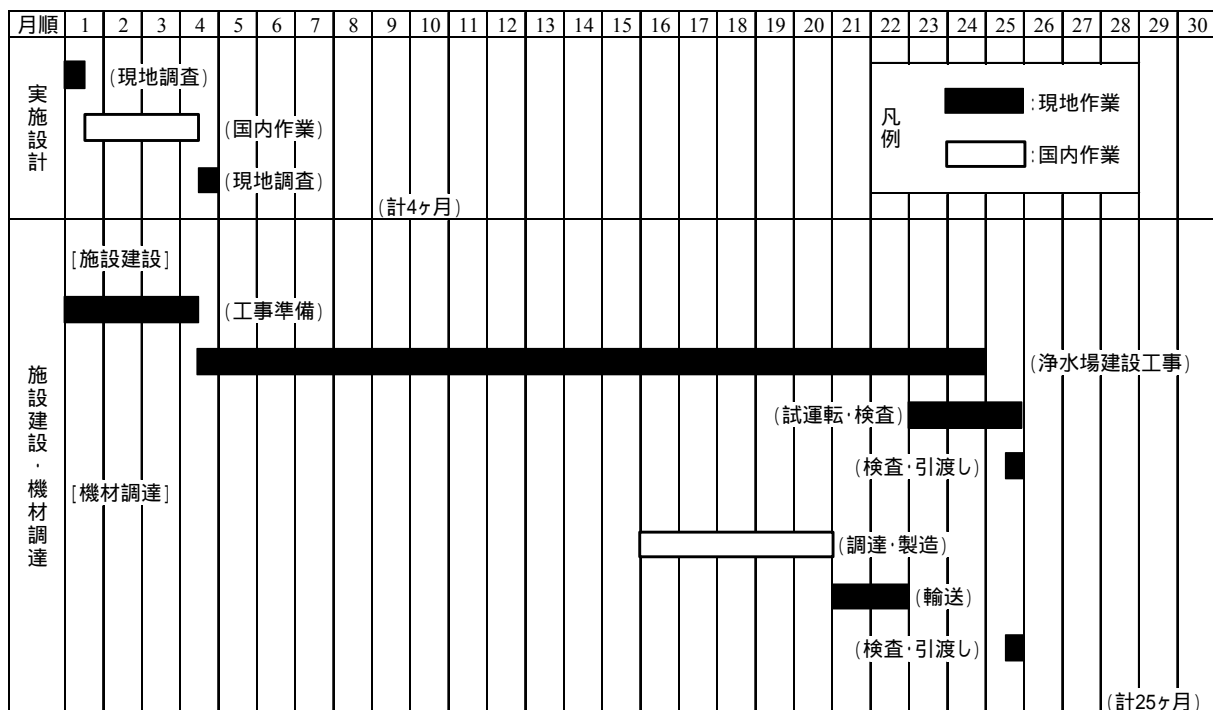 月順 1 2 3 4 5 6 7 8 9 10 11 12 13 14 15 16 17 18 19 20 21 22 23 24 25 26 27 28 29 30
実施設計
(現地調査)
(国内作業)
(現地調査)
(計4ヶ月)
凡例
:現地作業
:国内作業
施設建設・機材調達
[施設建設]
(工事準備)
(浄水場建設工事)
(試運転・検査)
(検査・引渡し)
[機材調達]
(調達・製造)
(輸送)
(検査・引渡し)
(計25ヶ月)